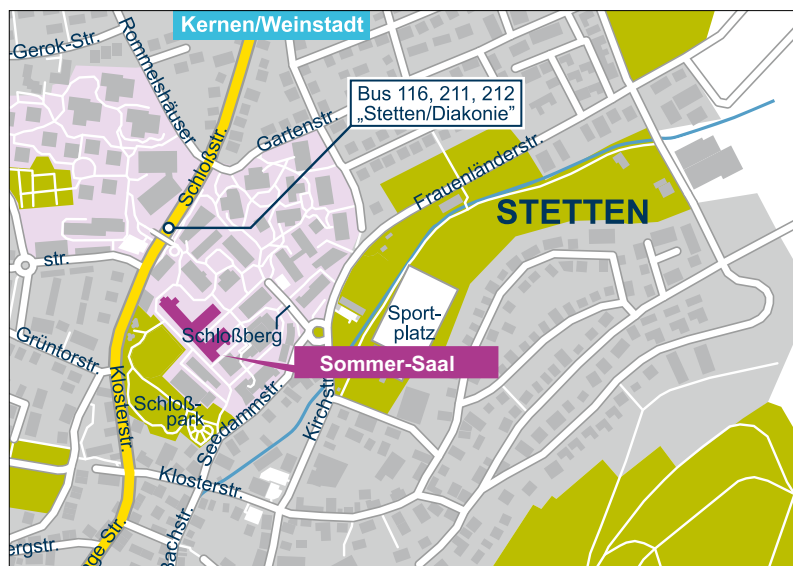 Kernen/Weinstadt
-Gerok-Str.
Rommelshäuser
Bus 116, 211, 212
„Stetten/Diakonie”
Gartenstr.
Schloßstr.
Frauenländerstr.
STETTEN
str.
Sport-
platz
Schloßberg
Grüntorstr.
Sommer-Saal
Klosterstr.
Schloß-
park
Seedammstr.
Kirchstr.
Klosterstr.
ergstr.
nge Str.
Bachstr.